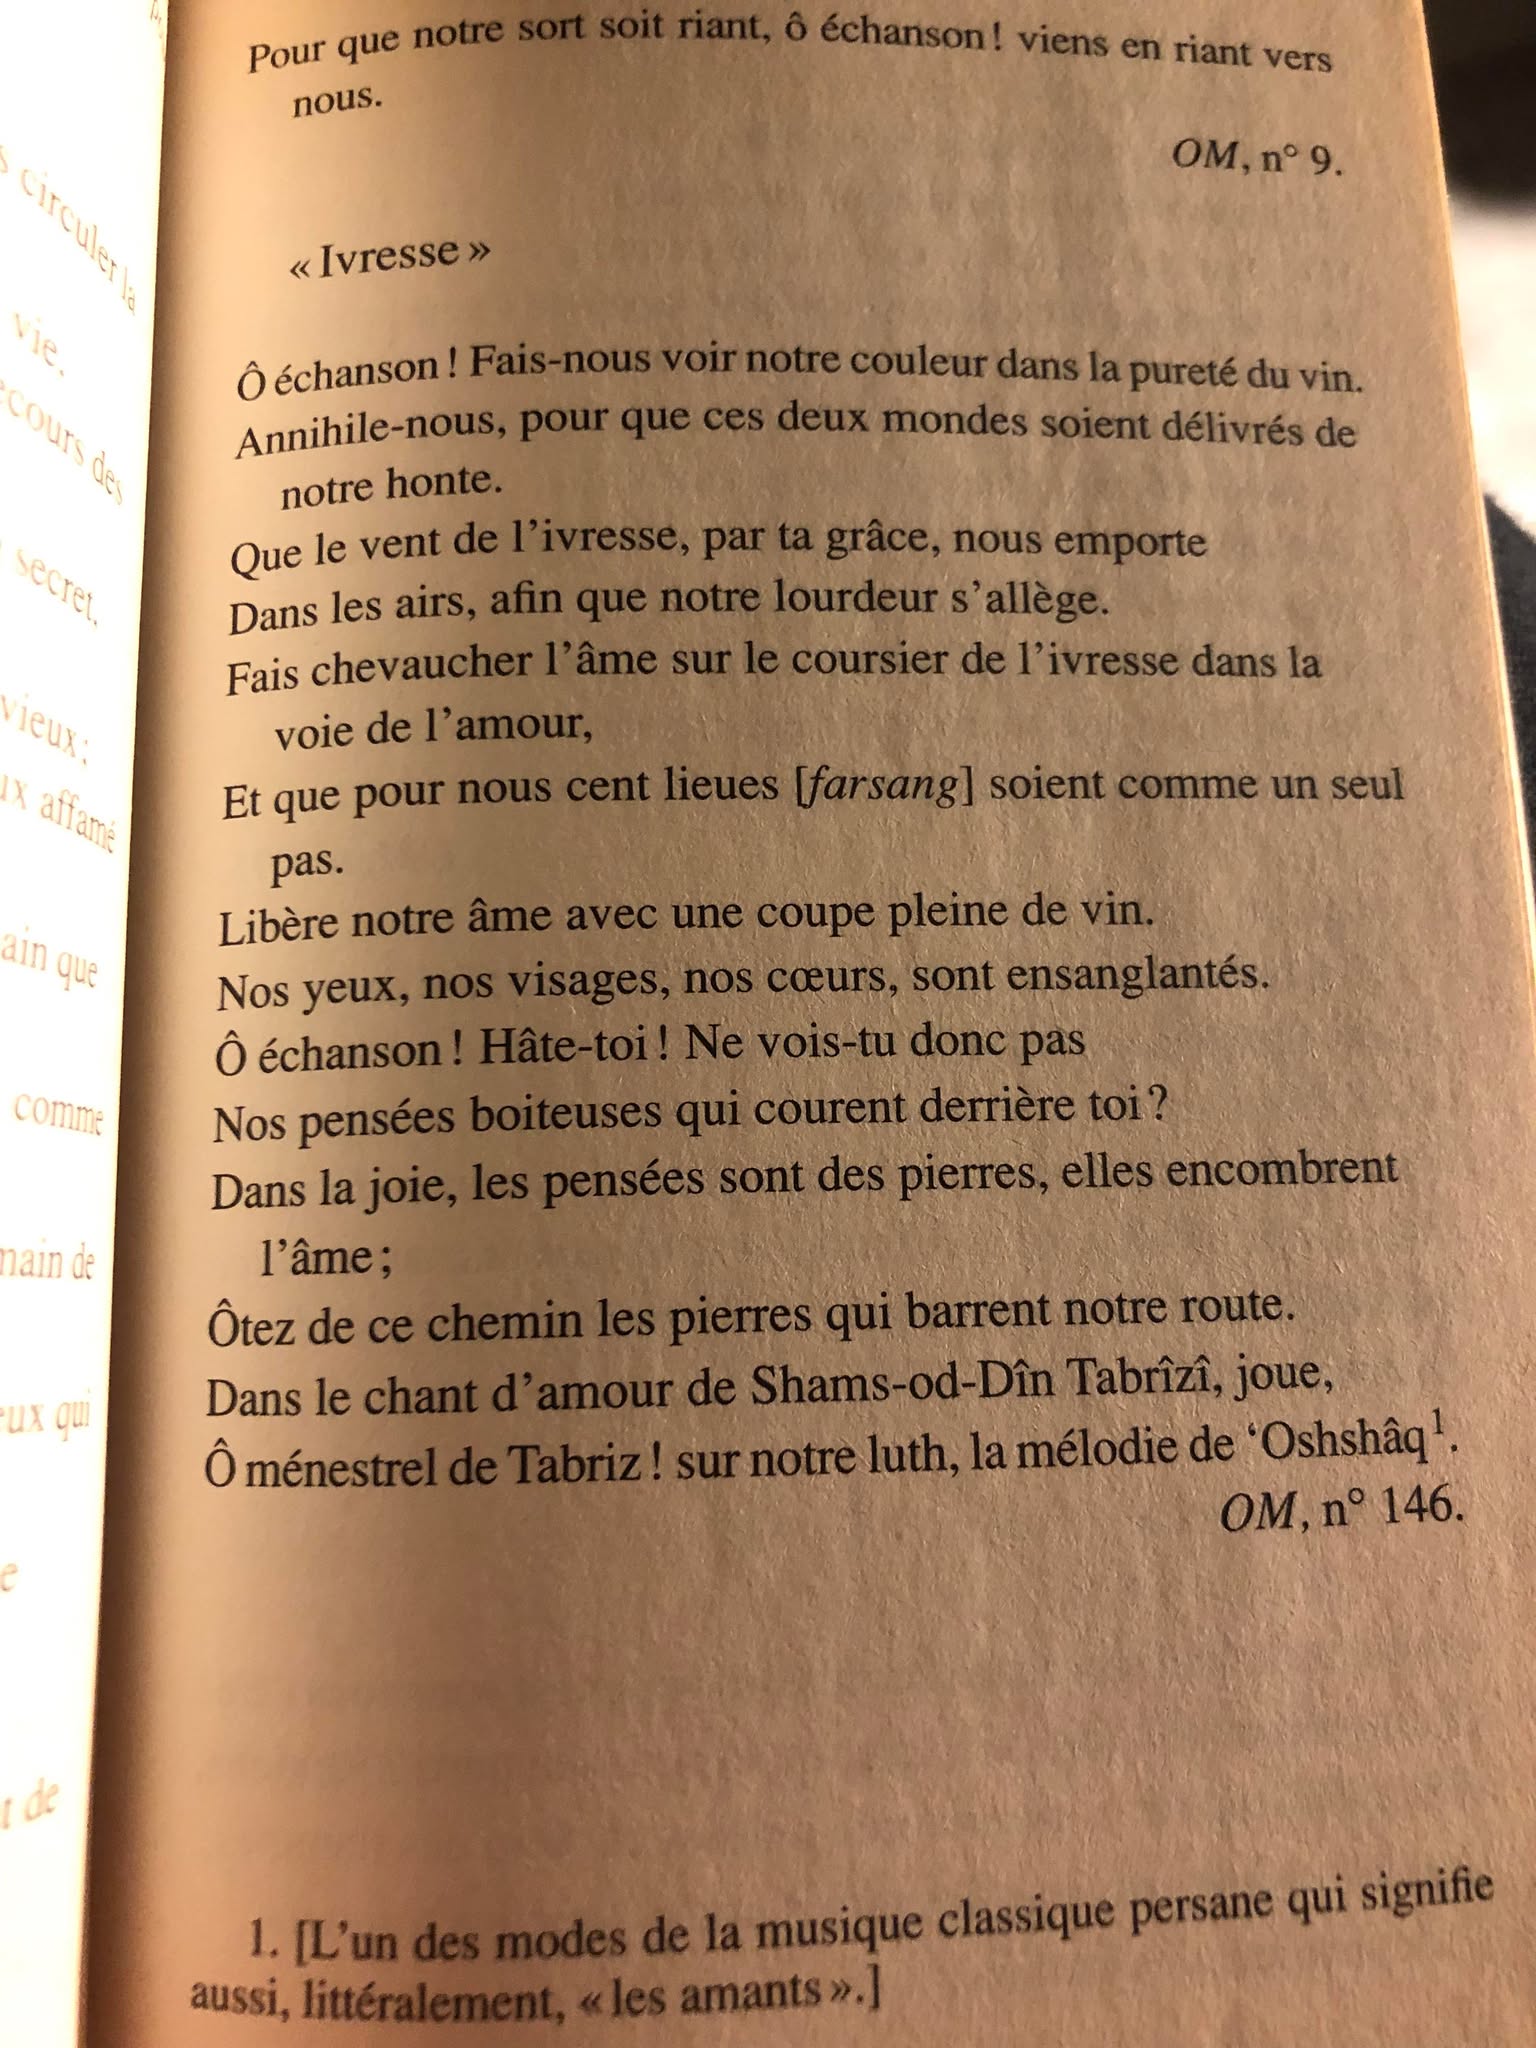 s circuler la
vie.
secret.
vieux ;
ux affamé
ain que
comme
main de
eux qui
e
t de
Pour que notre sort soit riant, ô échanson ! viens en riant vers
nous.
OM, n° 9.
« Ivresse »
Ô échanson ! Fais-nous voir notre couleur dans la pureté du vin.
Annihile-nous, pour que ces deux mondes soient délivrés de
notre honte.
Que le vent de l’ivresse, par ta grâce, nous emporte
Dans les airs, afin que notre lourdeur s’allège.
Fais chevaucher l’âme sur le coursier de l’ivresse dans la
voie de l’amour,
Et que pour nous cent lieues [farsang] soient comme un seul
pas.
Libère notre âme avec une coupe pleine de vin.
Nos yeux, nos visages, nos cœurs, sont ensanglantés.
Ô échanson ! Hâte-toi ! Ne vois-tu donc pas
Nos pensées boiteuses qui courent derrière toi ?
Dans la joie, les pensées sont des pierres, elles encombrent
l’âme ;
Ôtez de ce chemin les pierres qui barrent notre route.
Dans le chant d’amour de Shams-od-Dîn Tabrîzî, joue,
Ô ménestrel de Tabriz ! sur notre luth, la mélodie de ‘Oshshâq¹.
OM, n° 146.
1. [L’un des modes de la musique classique persane qui signifie
aussi, littéralement, « les amants ».]